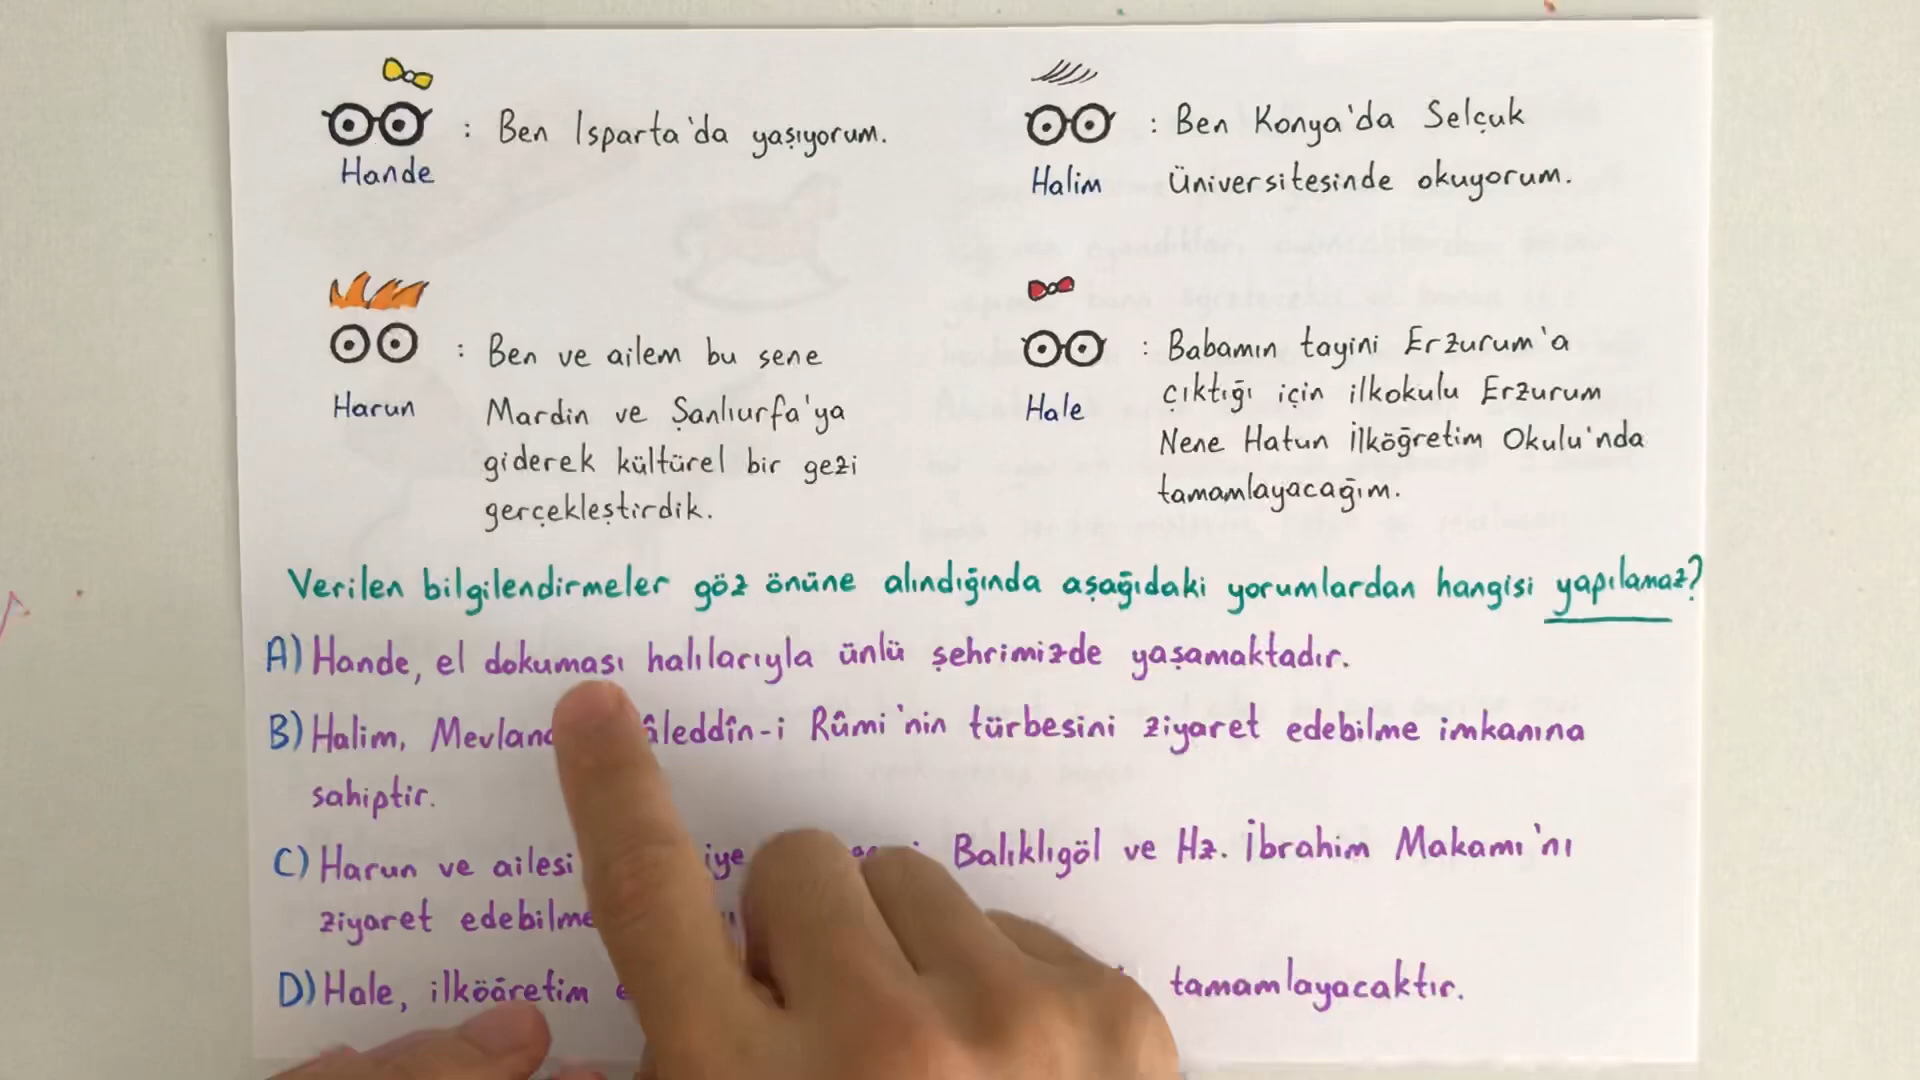 Hande
: Ben Isparta'da yaşıyorum.
Halim
: Ben Konya'da Selçuk
Üniversitesinde okuyorum.
Harun
: Ben ve ailem bu sene
Mardin ve Şanlıurfa'ya
giderek kültürel bir gezi
gerçekleştirdik.
Hale
: Babamın tayini Erzurum'a
çıktığı için ilkokulu Erzurum
Nene Hatun İlköğretim Okulu'nda
tamamlayacağım.
Verilen bilgilendirmeler göz önüne alındığında aşağıdaki yorumlardan hangisi yapılamaz?
A) Hande, el dokuması halılarıyla ünlü şehrimizde yaşamaktadır.
B) Halim, Rûmi'nin türbesini ziyaret edebilme imkanına
sahiptir.
C) Harun ve ailesi Balıklıgöl ve Hz. İbrahim Makamı'nı
ziyaret
D) Hale, ilköğretim tamamlayacaktır.